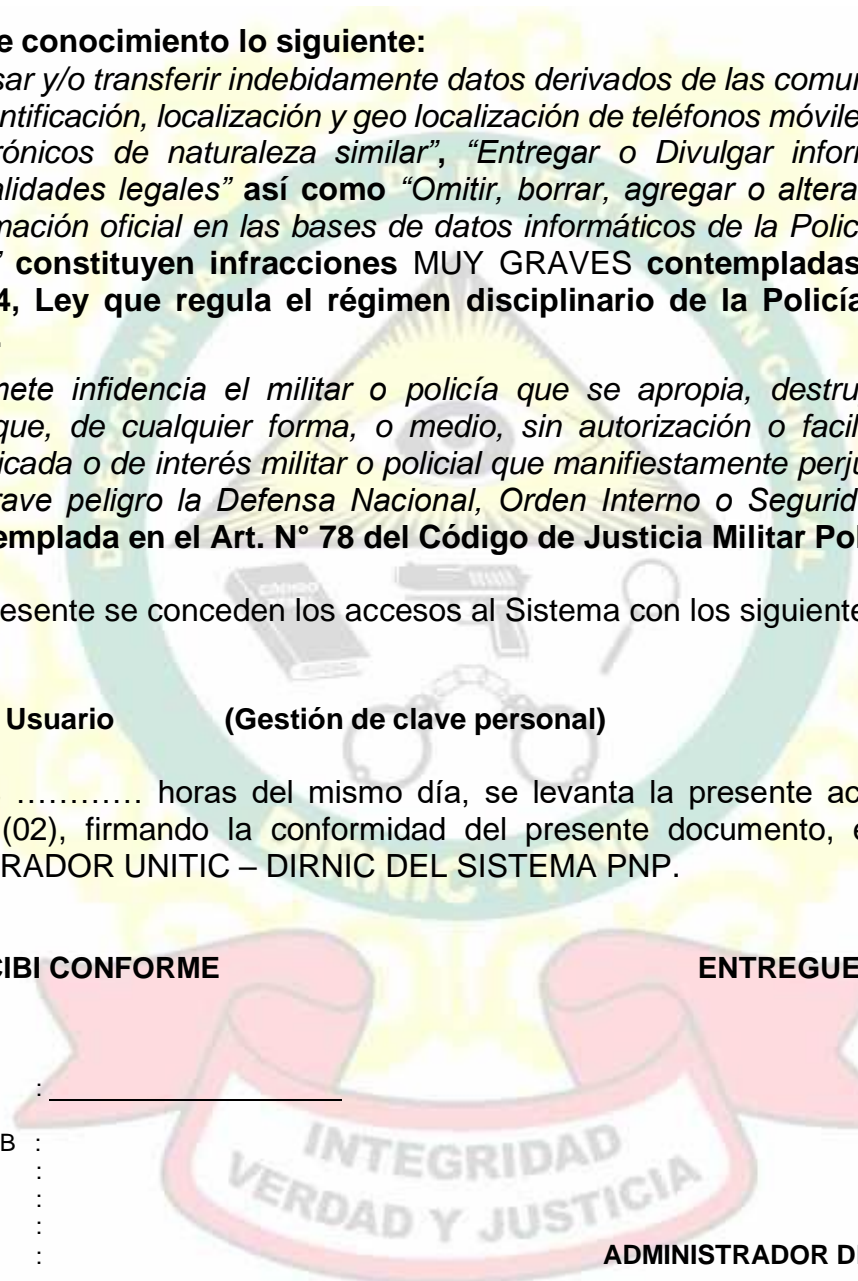 e conocimiento lo siguiente:
sar y/o transferir indebidamente datos derivados de las comu
ntificación, localización y geo localización de teléfonos móvile
rónicos de naturaleza similar”, “Entregar o Divulgar infor
alidades legales” así como “Omitir, borrar, agregar o altera
mación oficial en las bases de datos informáticos de la Polic
” constituyen infracciones MUY GRAVES contempladas
4, Ley que regula el régimen disciplinario de la Policía
mete infidencia el militar o policía que se apropia, destru
que, de cualquier forma, o medio, sin autorización o facil
icada o de interés militar o policial que manifiestamente perju
rave peligro la Defensa Nacional, Orden Interno o Segurid
emplada en el Art. N° 78 del Código de Justicia Militar Pol
esente se conceden los accesos al Sistema con los siguiente
Usuario (Gestión de clave personal)
………… horas del mismo día, se levanta la presente ac
(02), firmando la conformidad del presente documento, e
RADOR UNITIC – DIRNIC DEL SISTEMA PNP.
CIBI CONFORME ENTREGUE
:
B :
:
:
:
:
INTEGRIDAD
VERDAD Y JUSTICIA
ADMINISTRADOR D